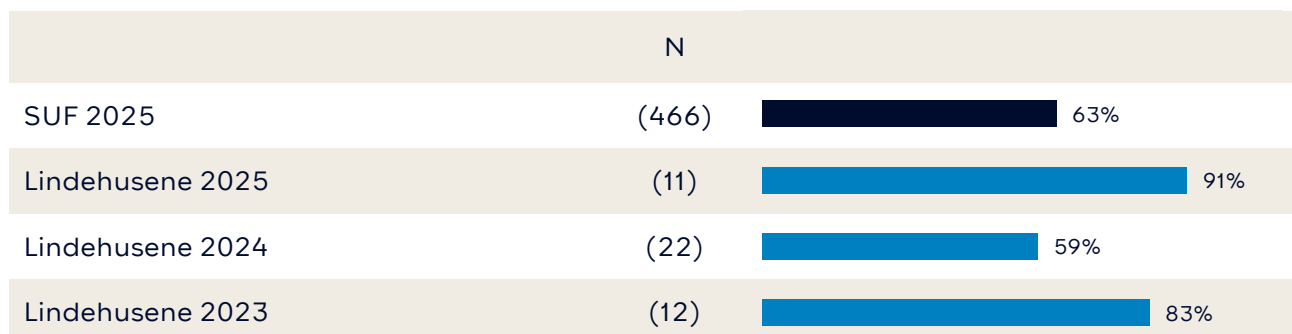 N
SUF 2025 (466) 63%
Lindehusene 2025 (11) 91%
Lindehusene 2024 (22) 59%
Lindehusene 2023 (12) 83%